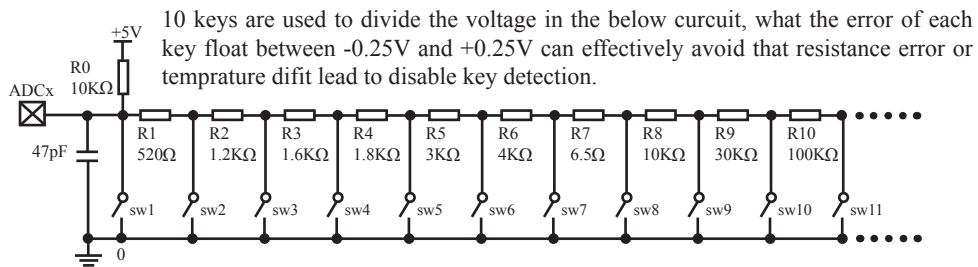 10 keys are used to divide the voltage in the below curcuit, what the error of each
key float between -0.25V and +0.25V can effectively avoid that resistance error or
temprature difit lead to disable key detection.
+5V
R0
10KΩ
ADCx
47pF
R1
520Ω
R2
1.2KΩ
R3
1.6KΩ
R4
1.8KΩ
R5
3KΩ
R6
4KΩ
R7
6.5Ω
R8
10KΩ
R9
30KΩ
R10
100KΩ
sw1
sw2
sw3
sw4
sw5
sw6
sw7
sw8
sw9
sw10
sw11
0